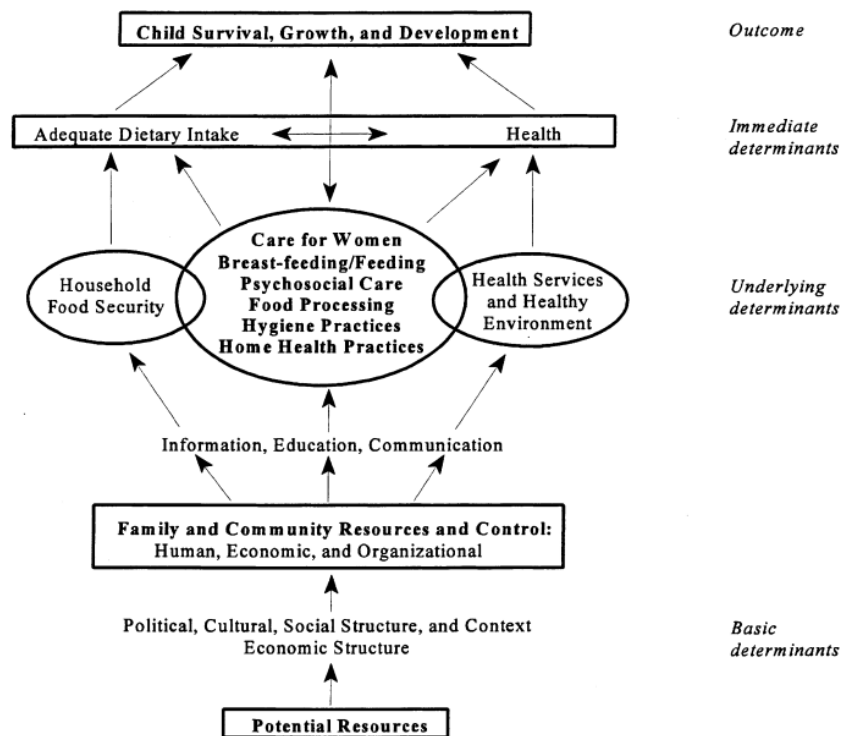 Child Survival, Growth, and Development
Outcome
Adequate Dietary Intake
Health
Immediate
determinants
Care for Women
Breast-feeding/Feeding
Psychosocial Care
Food Processing
Hygiene Practices
Home Health Practices
Household
Food Security
Health Services
and Healthy
Environment
Underlying
determinants
Information, Education, Communication
Family and Community Resources and Control:
Human, Economic, and Organizational
Political, Cultural, Social Structure, and Context
Economic Structure
Basic
determinants
Potential Resources